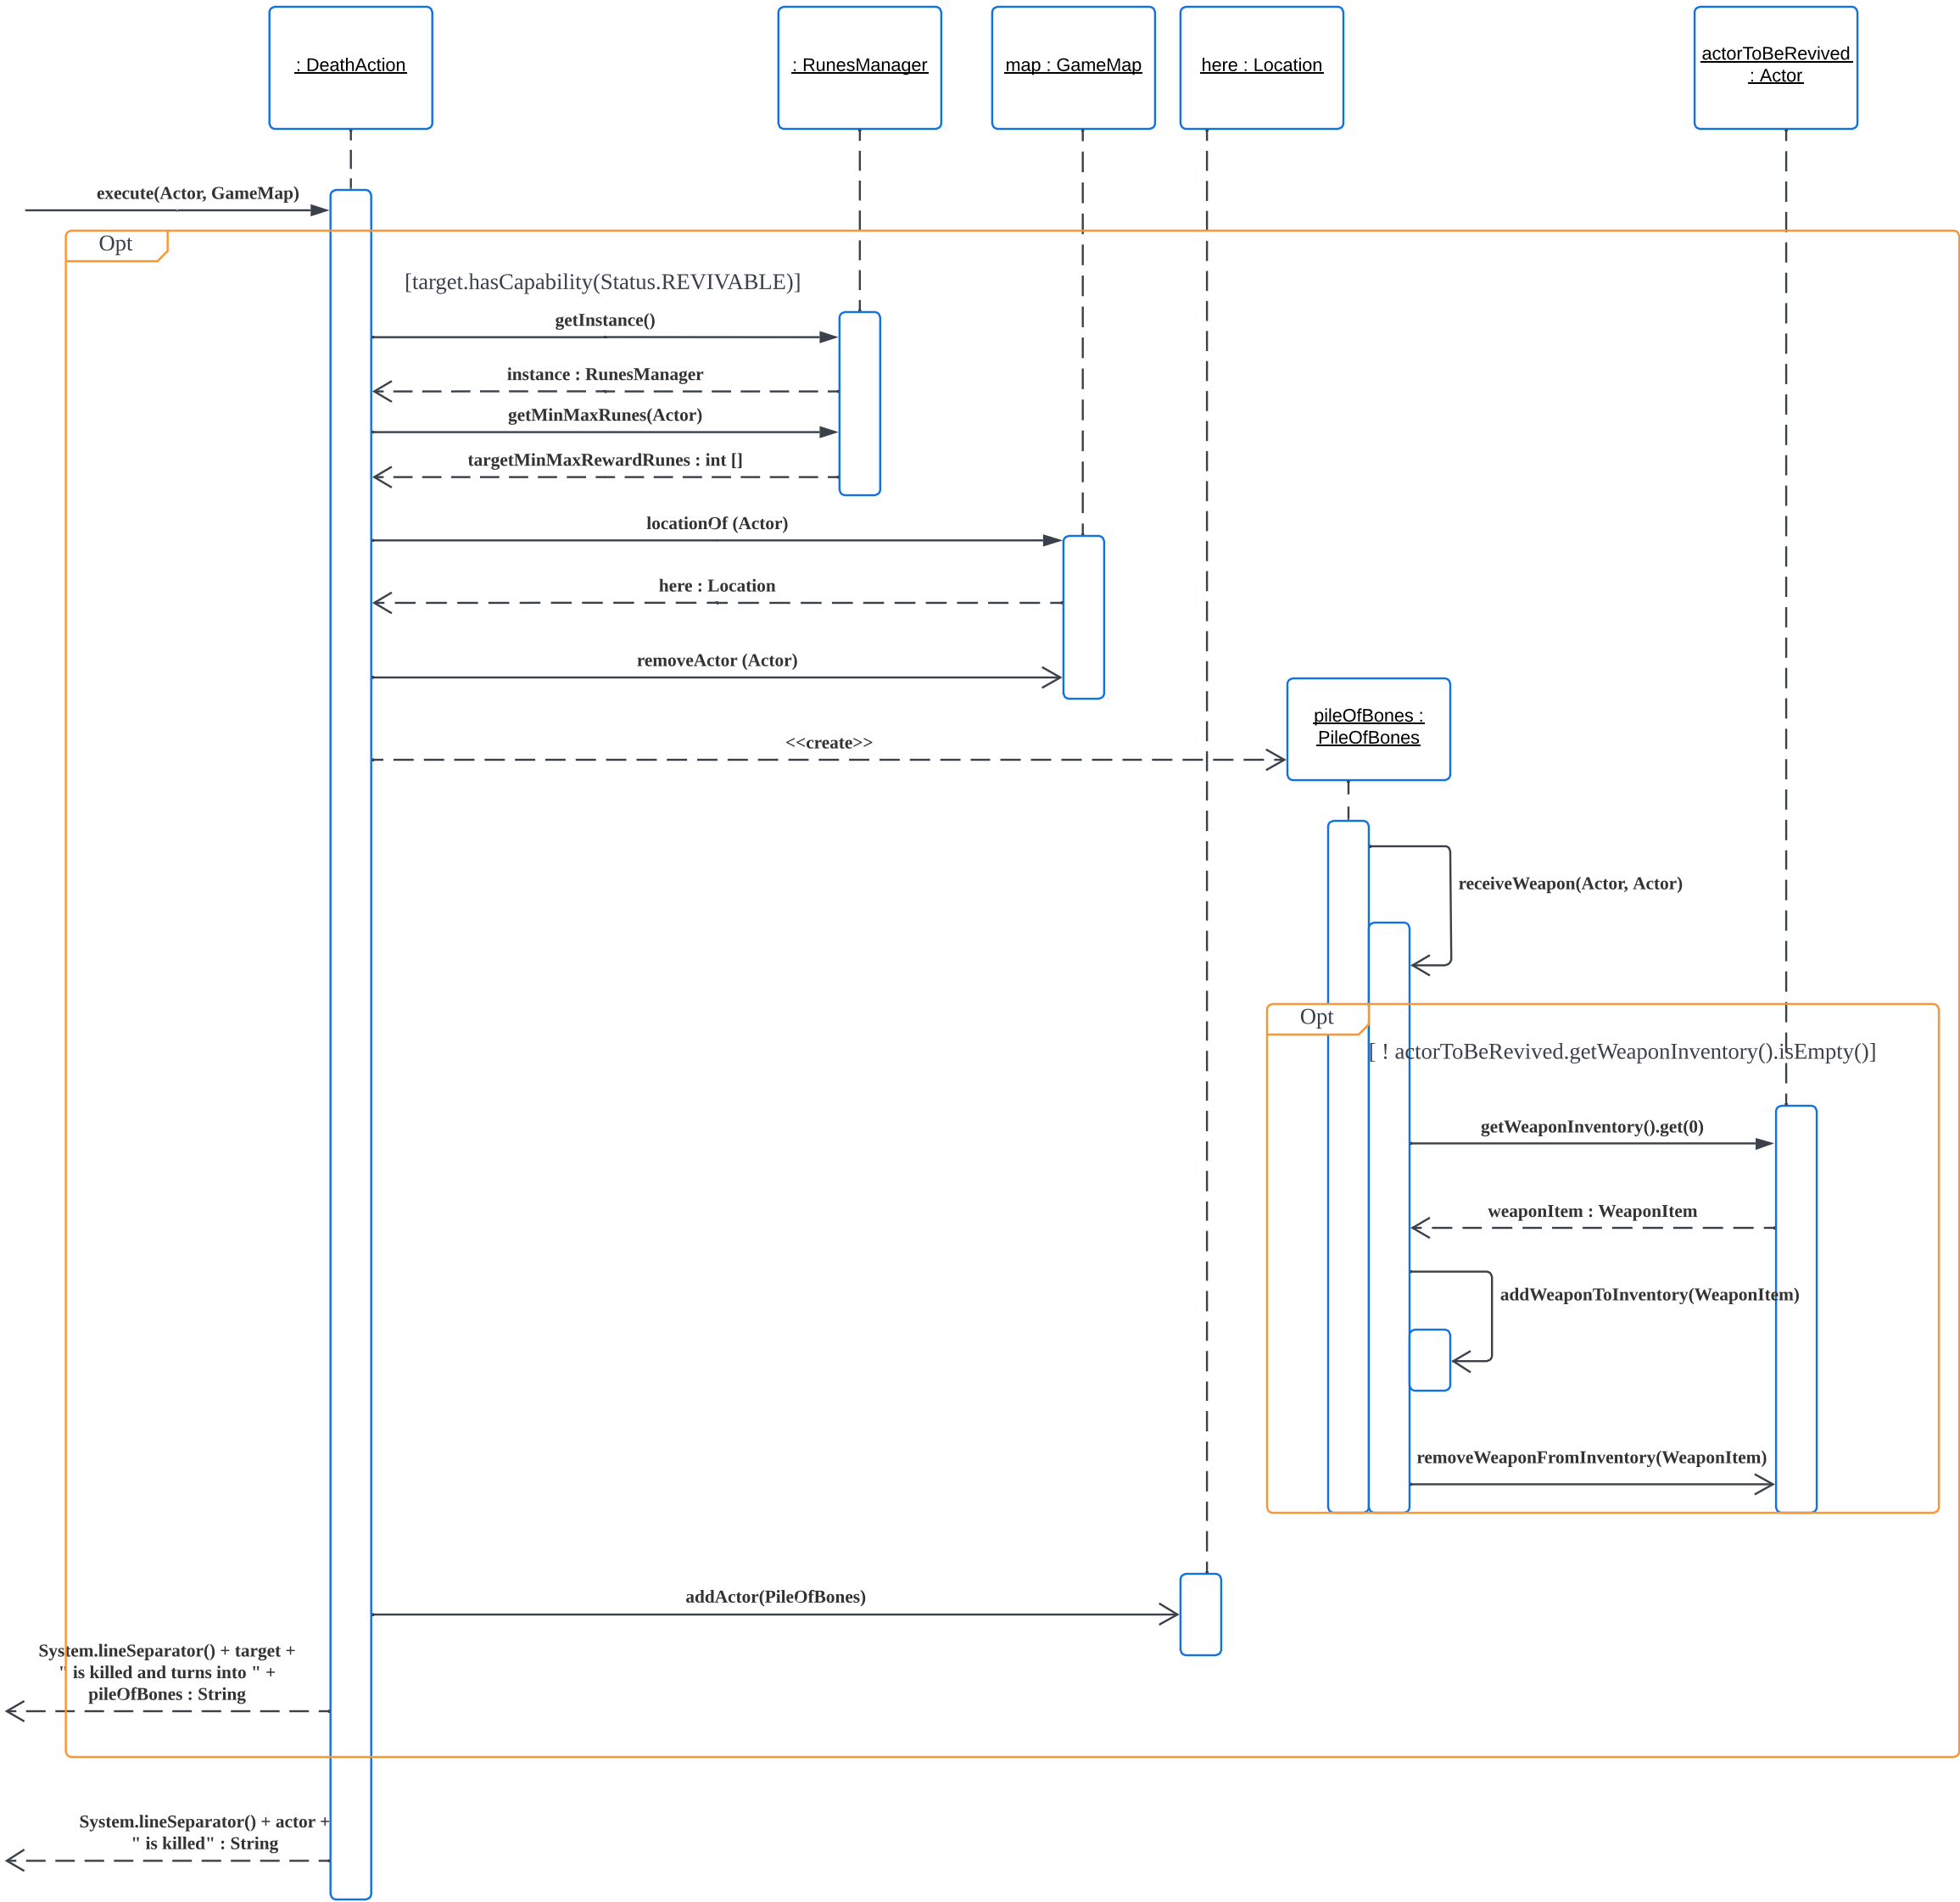 : DeathAction
: RunesManager
map : GameMap
here : Location
actorToBeRevived
: Actor
execute(Actor, GameMap)
Opt
[target.hasCapability(Status.REVIVABLE)]
getInstance()
instance : RunesManager
getMinMaxRunes(Actor)
targetMinMaxRewardRunes : int []
locationOf (Actor)
here : Location
removeActor (Actor)
pileOfBones :
PileOfBones
<<create>>
receiveWeapon(Actor, Actor)
Opt
[ ! actorToBeRevived.getWeaponInventory().isEmpty()]
getWeaponInventory().get(0)
weaponItem : WeaponItem
addWeaponToInventory(WeaponItem)
removeWeaponFromInventory(WeaponItem)
addActor(PileOfBones)
System.lineSeparator() + target +
" is killed and turns into " +
pileOfBones : String
System.lineSeparator() + actor +
" is killed" : String